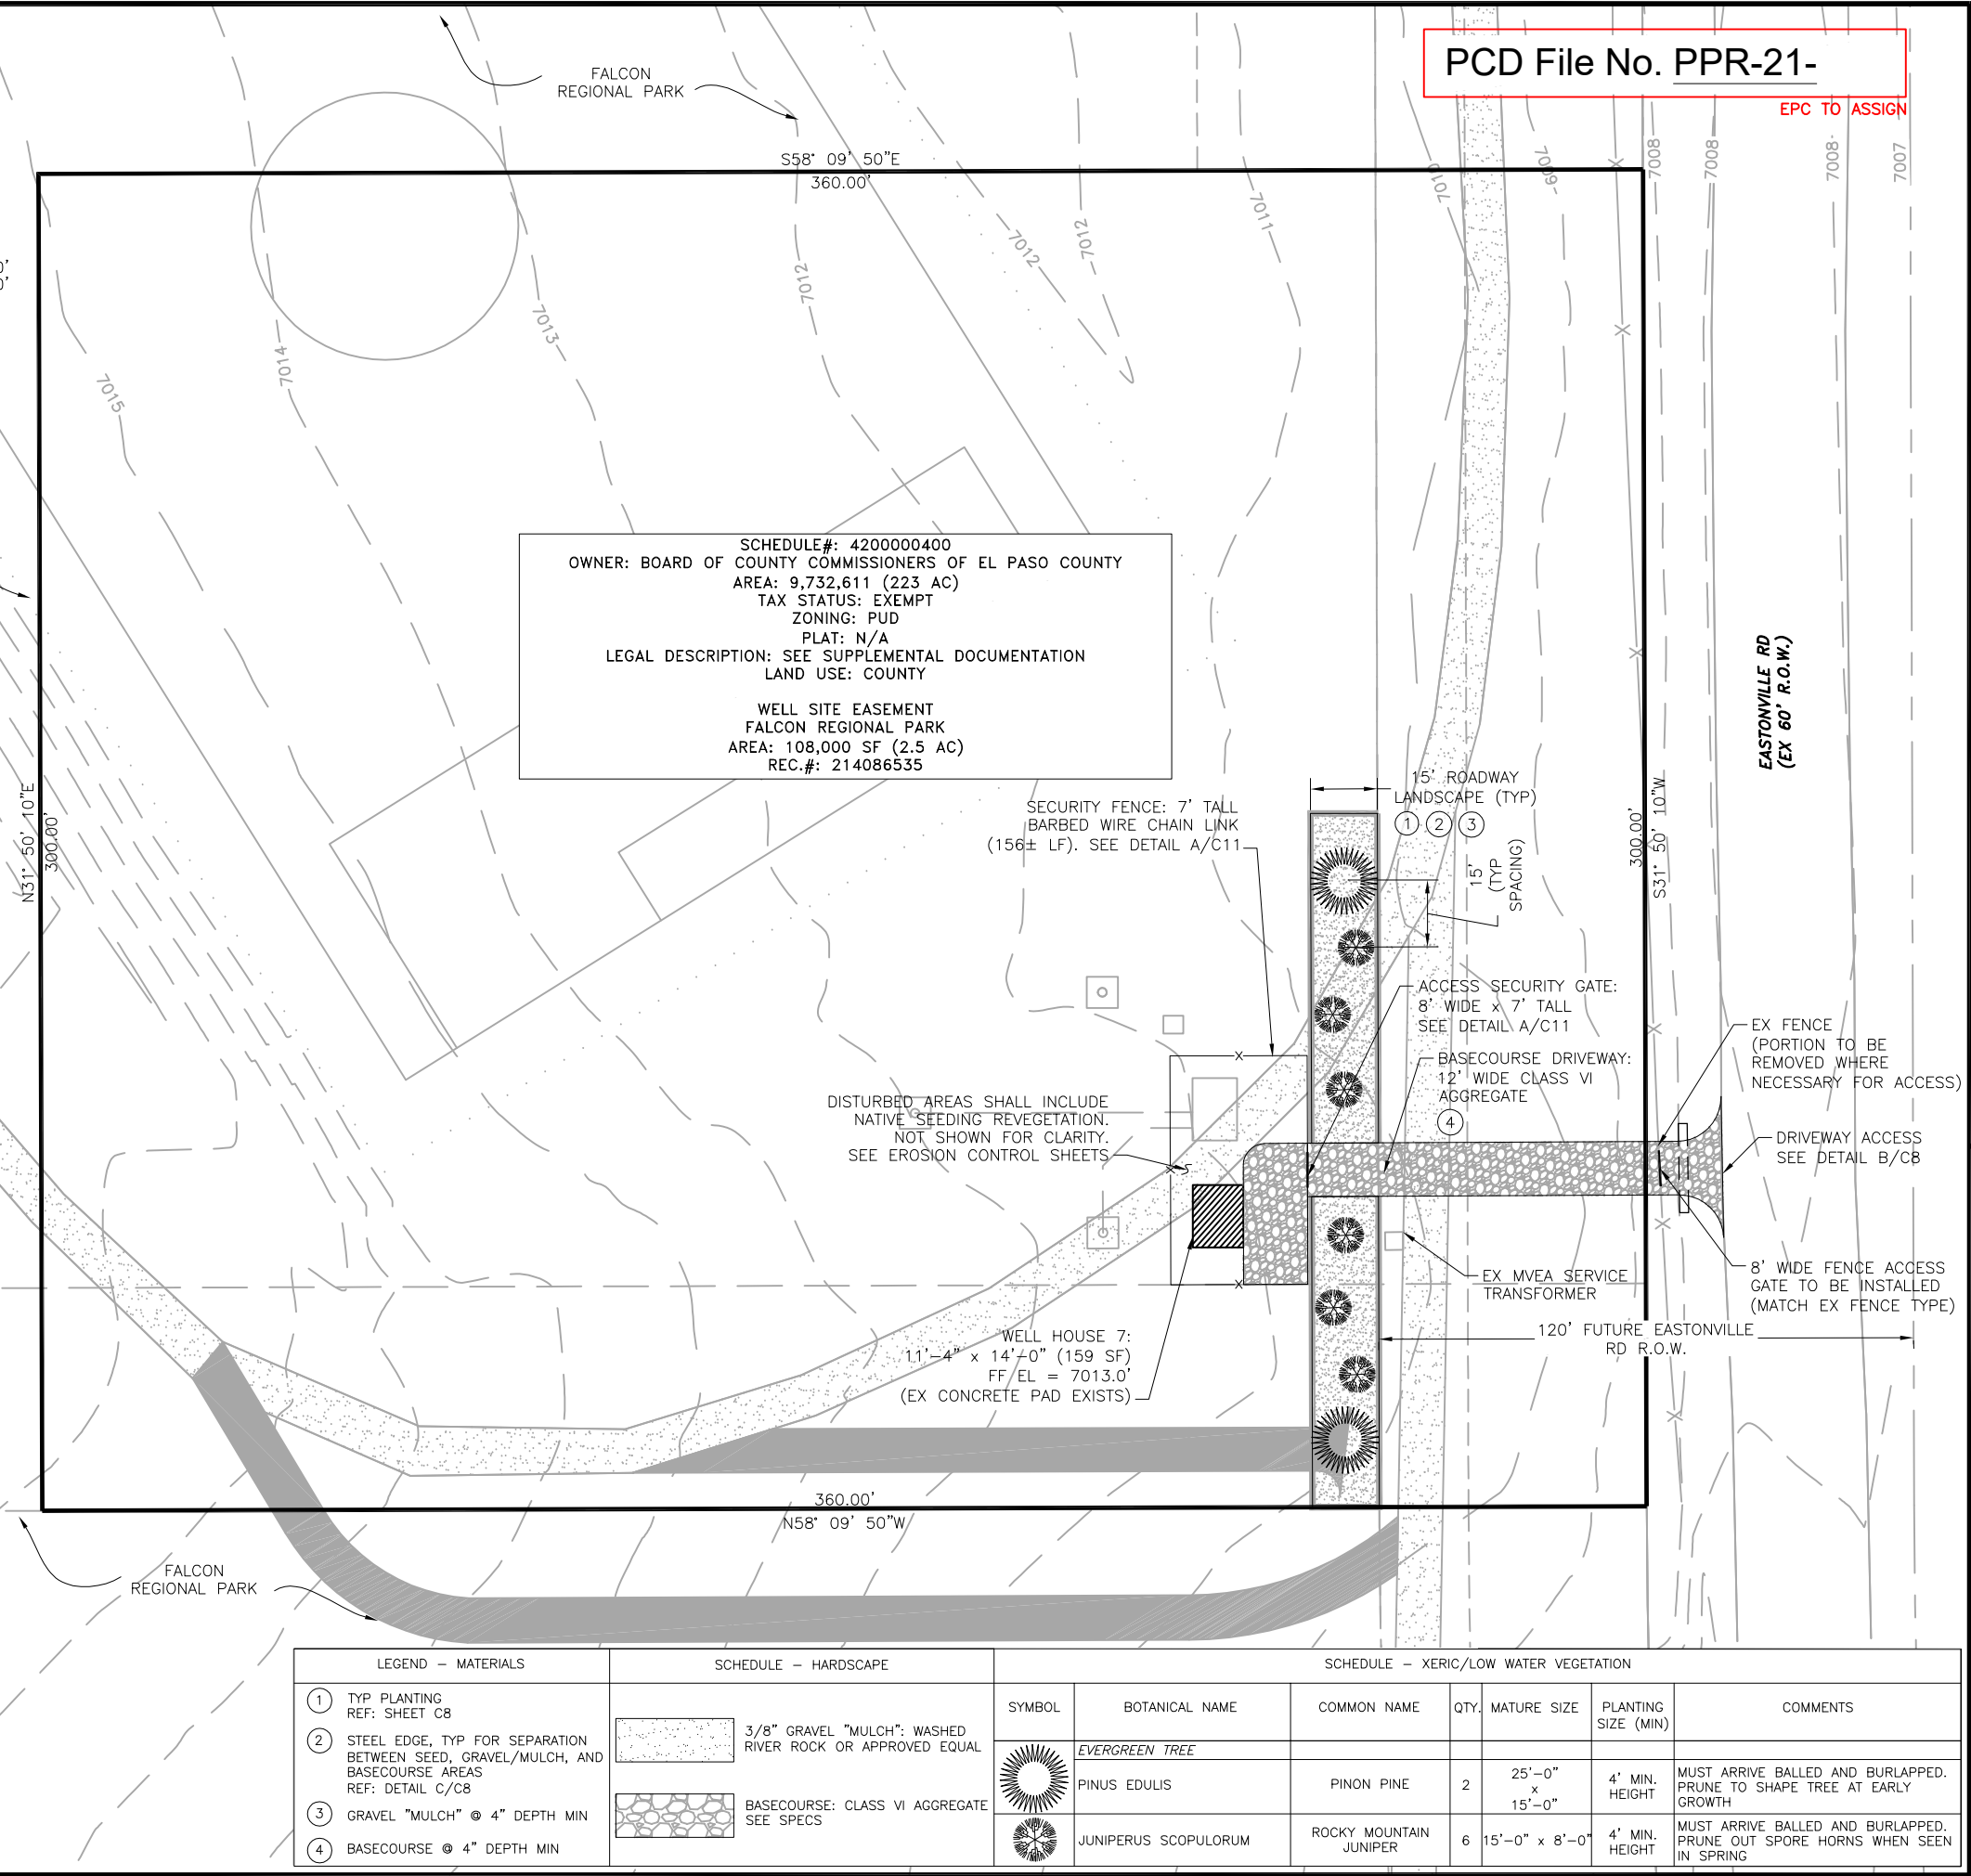 PCD File No. PPR-21-
EPC TO ASSIGN
FALCON
REGIONAL PARK
S58° 09' 50"E
360.00'
7008
7008
7008
7007
7010
7009
7011
7012
7012
7012
7013
7014
7015
SCHEDULE#: 4200000400
OWNER: BOARD OF COUNTY COMMISSIONERS OF EL PASO COUNTY
AREA: 9,732,611 (223 AC)
TAX STATUS: EXEMPT
ZONING: PUD
PLAT: N/A
LEGAL DESCRIPTION: SEE SUPPLEMENTAL DOCUMENTATION
LAND USE: COUNTY
WELL SITE EASEMENT
FALCON REGIONAL PARK
AREA: 108,000 SF (2.5 AC)
REC.#: 214086535
EASTONVILLE RD
(EX 60' R.O.W.)
N31° 50' 10"E
300.00'
300.00'
S31° 50' 10"W
15' ROADWAY
LANDSCAPE (TYP)
1 2 3
15'
(TYP
SPACING)
SECURITY FENCE: 7' TALL
BARBED WIRE CHAIN LINK
(156± LF). SEE DETAIL A/C11
ACCESS SECURITY GATE:
8' WIDE x 7' TALL
SEE DETAIL A/C11
BASECOURSE DRIVEWAY:
12' WIDE CLASS VI
AGGREGATE
4
EX FENCE
(PORTION TO BE
REMOVED WHERE
NECESSARY FOR ACCESS)
DRIVEWAY ACCESS
SEE DETAIL B/C8
DISTURBED AREAS SHALL INCLUDE
NATIVE SEEDING REVEGETATION.
NOT SHOWN FOR CLARITY.
SEE EROSION CONTROL SHEETS
8' WIDE FENCE ACCESS
GATE TO BE INSTALLED
(MATCH EX FENCE TYPE)
EX MVEA SERVICE
TRANSFORMER
120' FUTURE EASTONVILLE
RD R.O.W.
WELL HOUSE 7:
11'-4" x 14'-0" (159 SF)
FF EL = 7013.0'
(EX CONCRETE PAD EXISTS)
360.00'
N58° 09' 50"W
FALCON
REGIONAL PARK
LEGEND - MATERIALS
1 TYP PLANTING
REF: SHEET C8
2 STEEL EDGE, TYP FOR SEPARATION
BETWEEN SEED, GRAVEL/MULCH, AND
BASECOURSE AREAS
REF: DETAIL C/C8
3 GRAVEL "MULCH" @ 4" DEPTH MIN
4 BASECOURSE @ 4" DEPTH MIN
SCHEDULE - HARDSCAPE
3/8" GRAVEL "MULCH": WASHED
RIVER ROCK OR APPROVED EQUAL
BASECOURSE: CLASS VI AGGREGATE
SEE SPECS
SCHEDULE - XERIC/LOW WATER VEGETATION
SYMBOL BOTANICAL NAME COMMON NAME QTY. MATURE SIZE PLANTING
SIZE (MIN) COMMENTS
EVERGREEN TREE
PINUS EDULIS PINON PINE 2 25'-0"
x
15'-0" 4' MIN.
HEIGHT MUST ARRIVE BALLED AND BURLAPPED.
PRUNE TO SHAPE TREE AT EARLY
GROWTH
JUNIPERUS SCOPULORUM ROCKY MOUNTAIN
JUNIPER 6 15'-0" x 8'-0" 4' MIN.
HEIGHT MUST ARRIVE BALLED AND BURLAPPED.
PRUNE OUT SPORE HORNS WHEN SEEN
IN SPRING